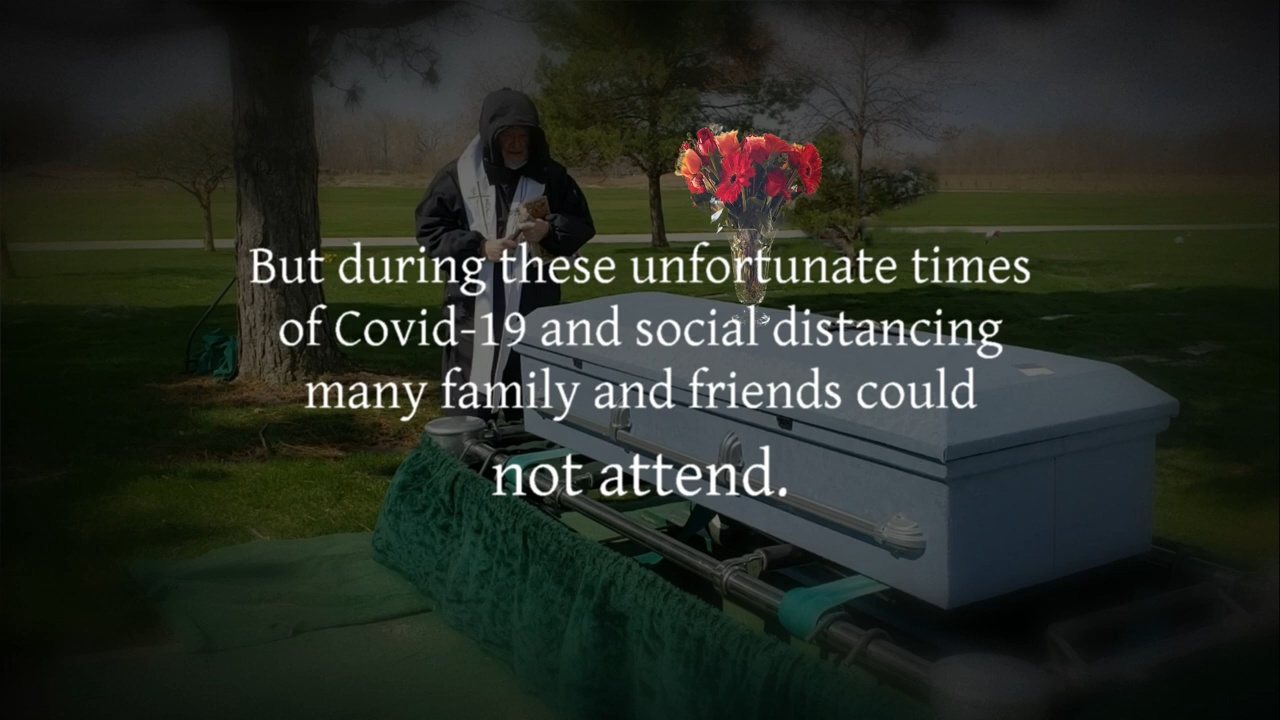 But during these unfortunate times
of Covid-19 and social distancing
many family and friends could
not attend.